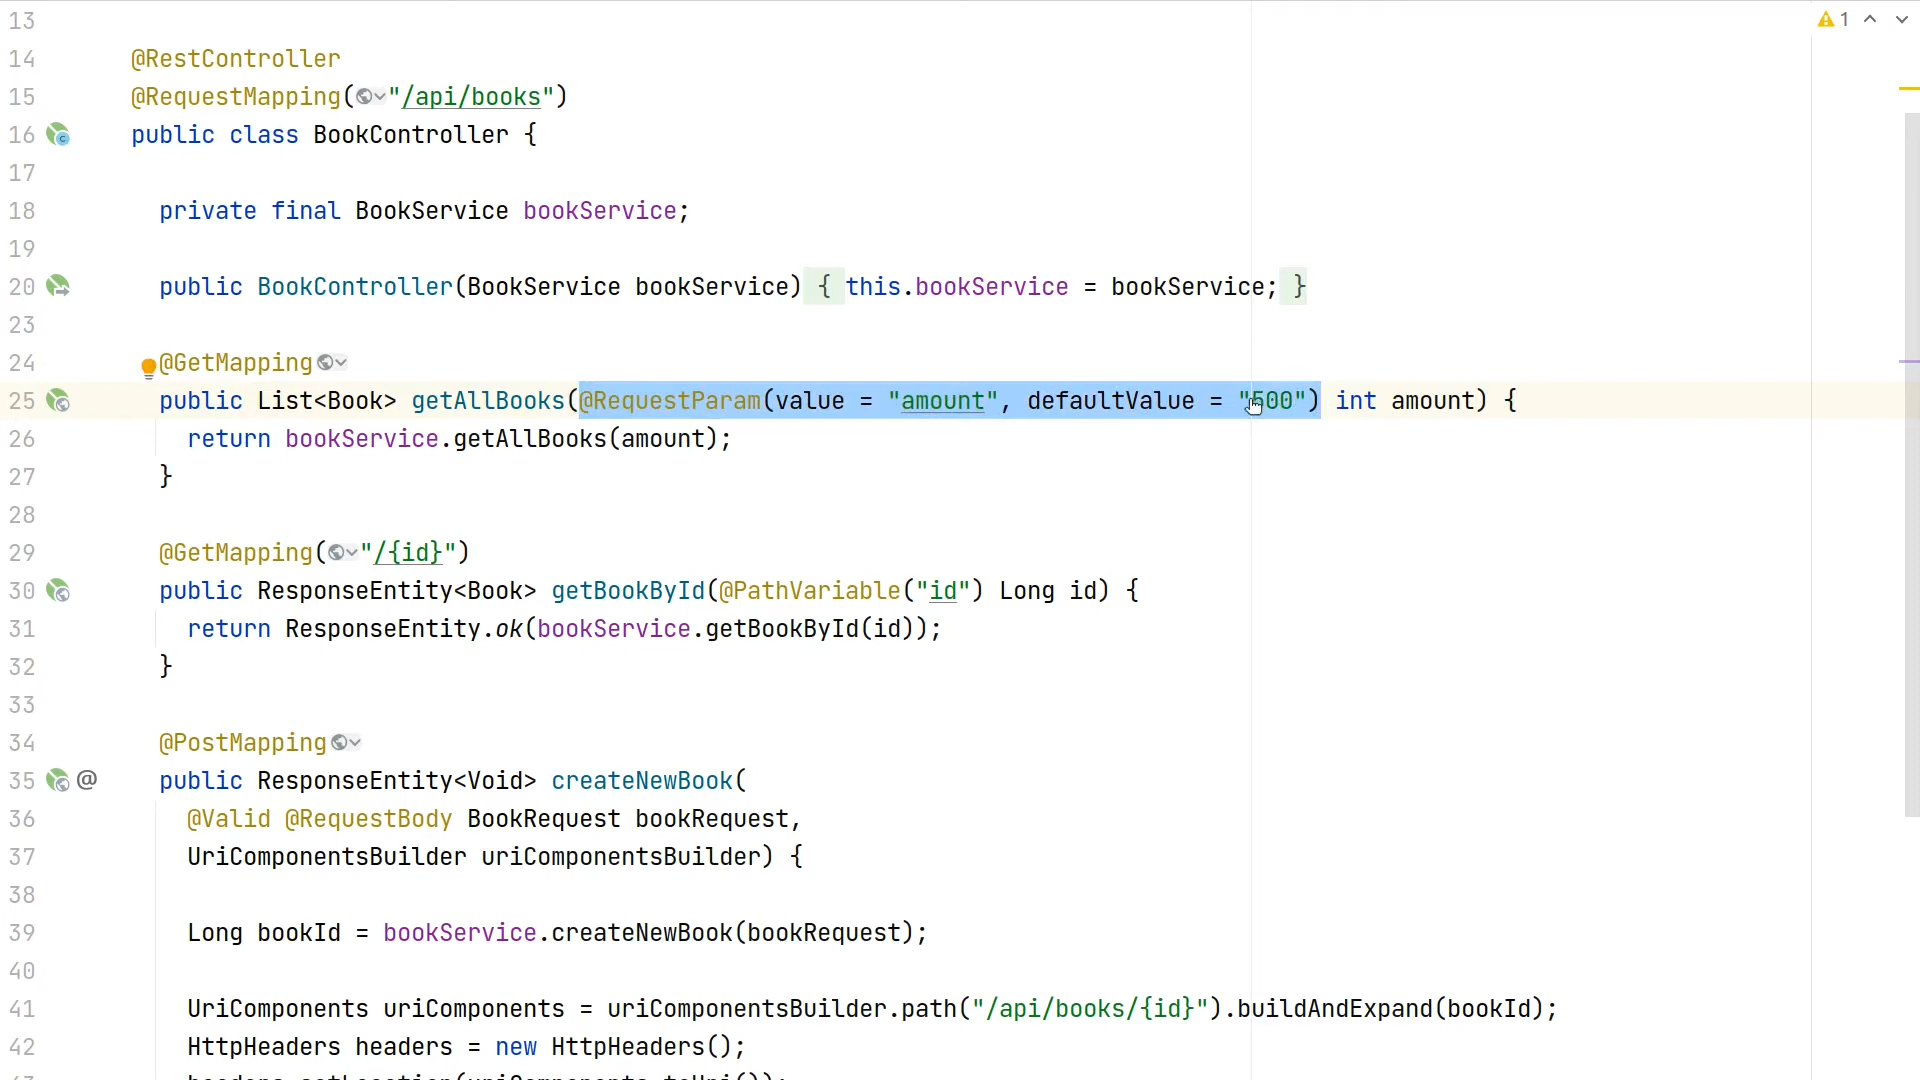 13
14 @RestController
15 @RequestMapping("/api/books")
16 public class BookController {
17
18 private final BookService bookService;
19
20 public BookController(BookService bookService) { this.bookService = bookService; }
23
24 @GetMapping
25 public List<Book> getAllBooks(@RequestParam(value = "amount", defaultValue = "500") int amount) {
26 return bookService.getAllBooks(amount);
27 }
28
29 @GetMapping("/{id}")
30 public ResponseEntity<Book> getBookById(@PathVariable("id") Long id) {
31 return ResponseEntity.ok(bookService.getBookById(id));
32 }
33
34 @PostMapping
35 @ public ResponseEntity<Void> createNewBook(
36 @Valid @RequestBody BookRequest bookRequest,
37 UriComponentsBuilder uriComponentsBuilder) {
38
39 Long bookId = bookService.createNewBook(bookRequest);
40
41 UriComponents uriComponents = uriComponentsBuilder.path("/api/books/{id}").buildAndExpand(bookId);
42 HttpHeaders headers = new HttpHeaders();
1